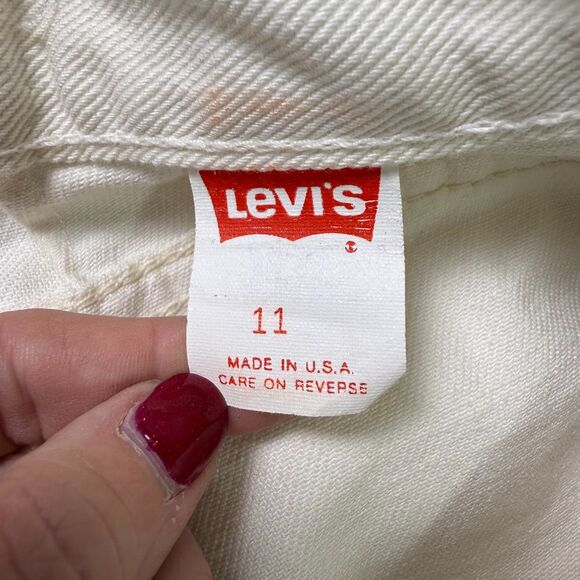 Levi's
®
11
MADE IN U.S.A.
CARE ON REVERSE